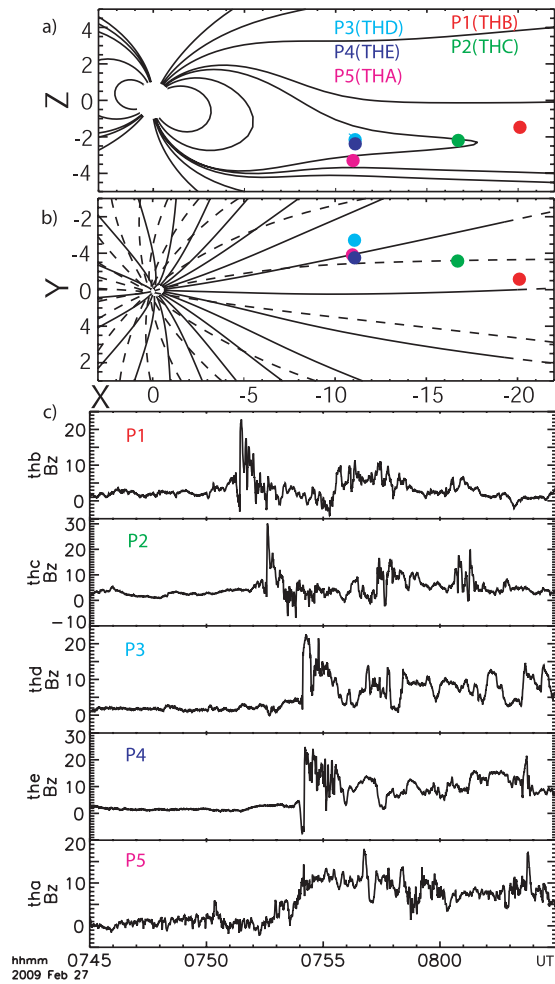 a)
P3(THD) P1(THB)
P4(THE) P2(THC)
P5(THA)
Z
4
2
0
-2
-4
b)
Y
-2
-4
0
4
2
X 0 -5 -10 -15 -20
c)
P1
thb
Bz
20
10
0
P2
thc
Bz
30
20
10
0
-10
P3
thd
Bz
20
10
0
P4
the
Bz
30
20
10
0
P5
tha
Bz
20
10
0
0745 0750 0755 0800
hhmm
2009 Feb 27
UT